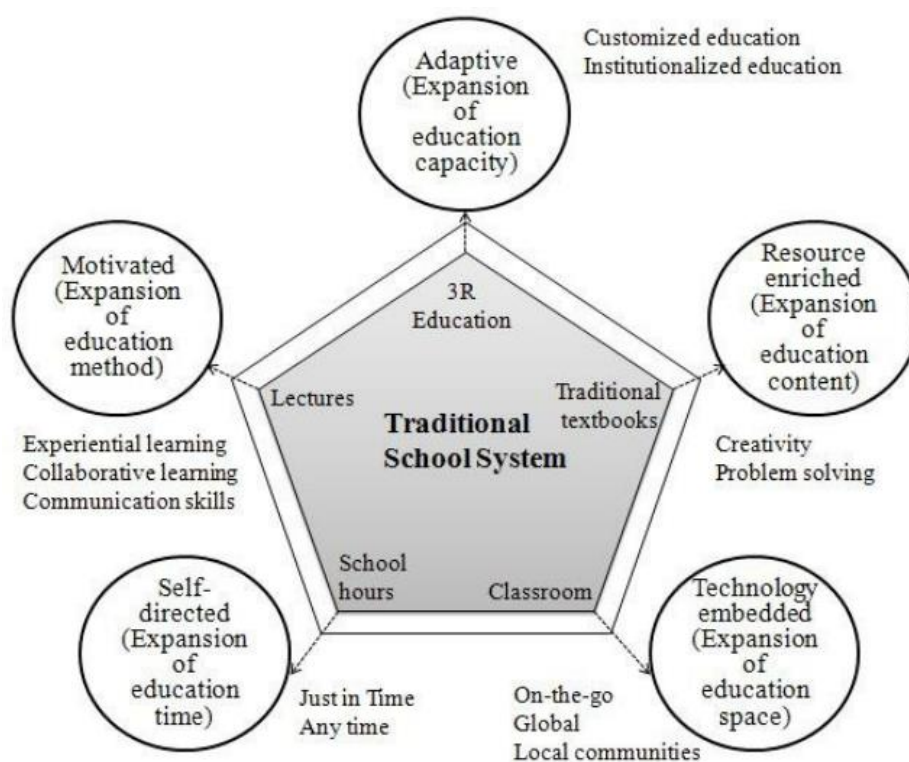 Adaptive
(Expansion
of
education
capacity)
Customized education
Institutionalized education
Motivated
(Expansion
of
education
method)
Resource
enriched
(Expansion
of
education
content)
3R
Education
Lectures
Traditional
textbooks
Traditional
School System
Experiential learning
Collaborative learning
Communication skills
Creativity
Problem solving
School
hours
Classroom
Self-
directed
(Expansion
of
education
time)
Just in Time
Any time
On-the-go
Global
Local communities
Technology
embedded
(Expansion
of
education
space)